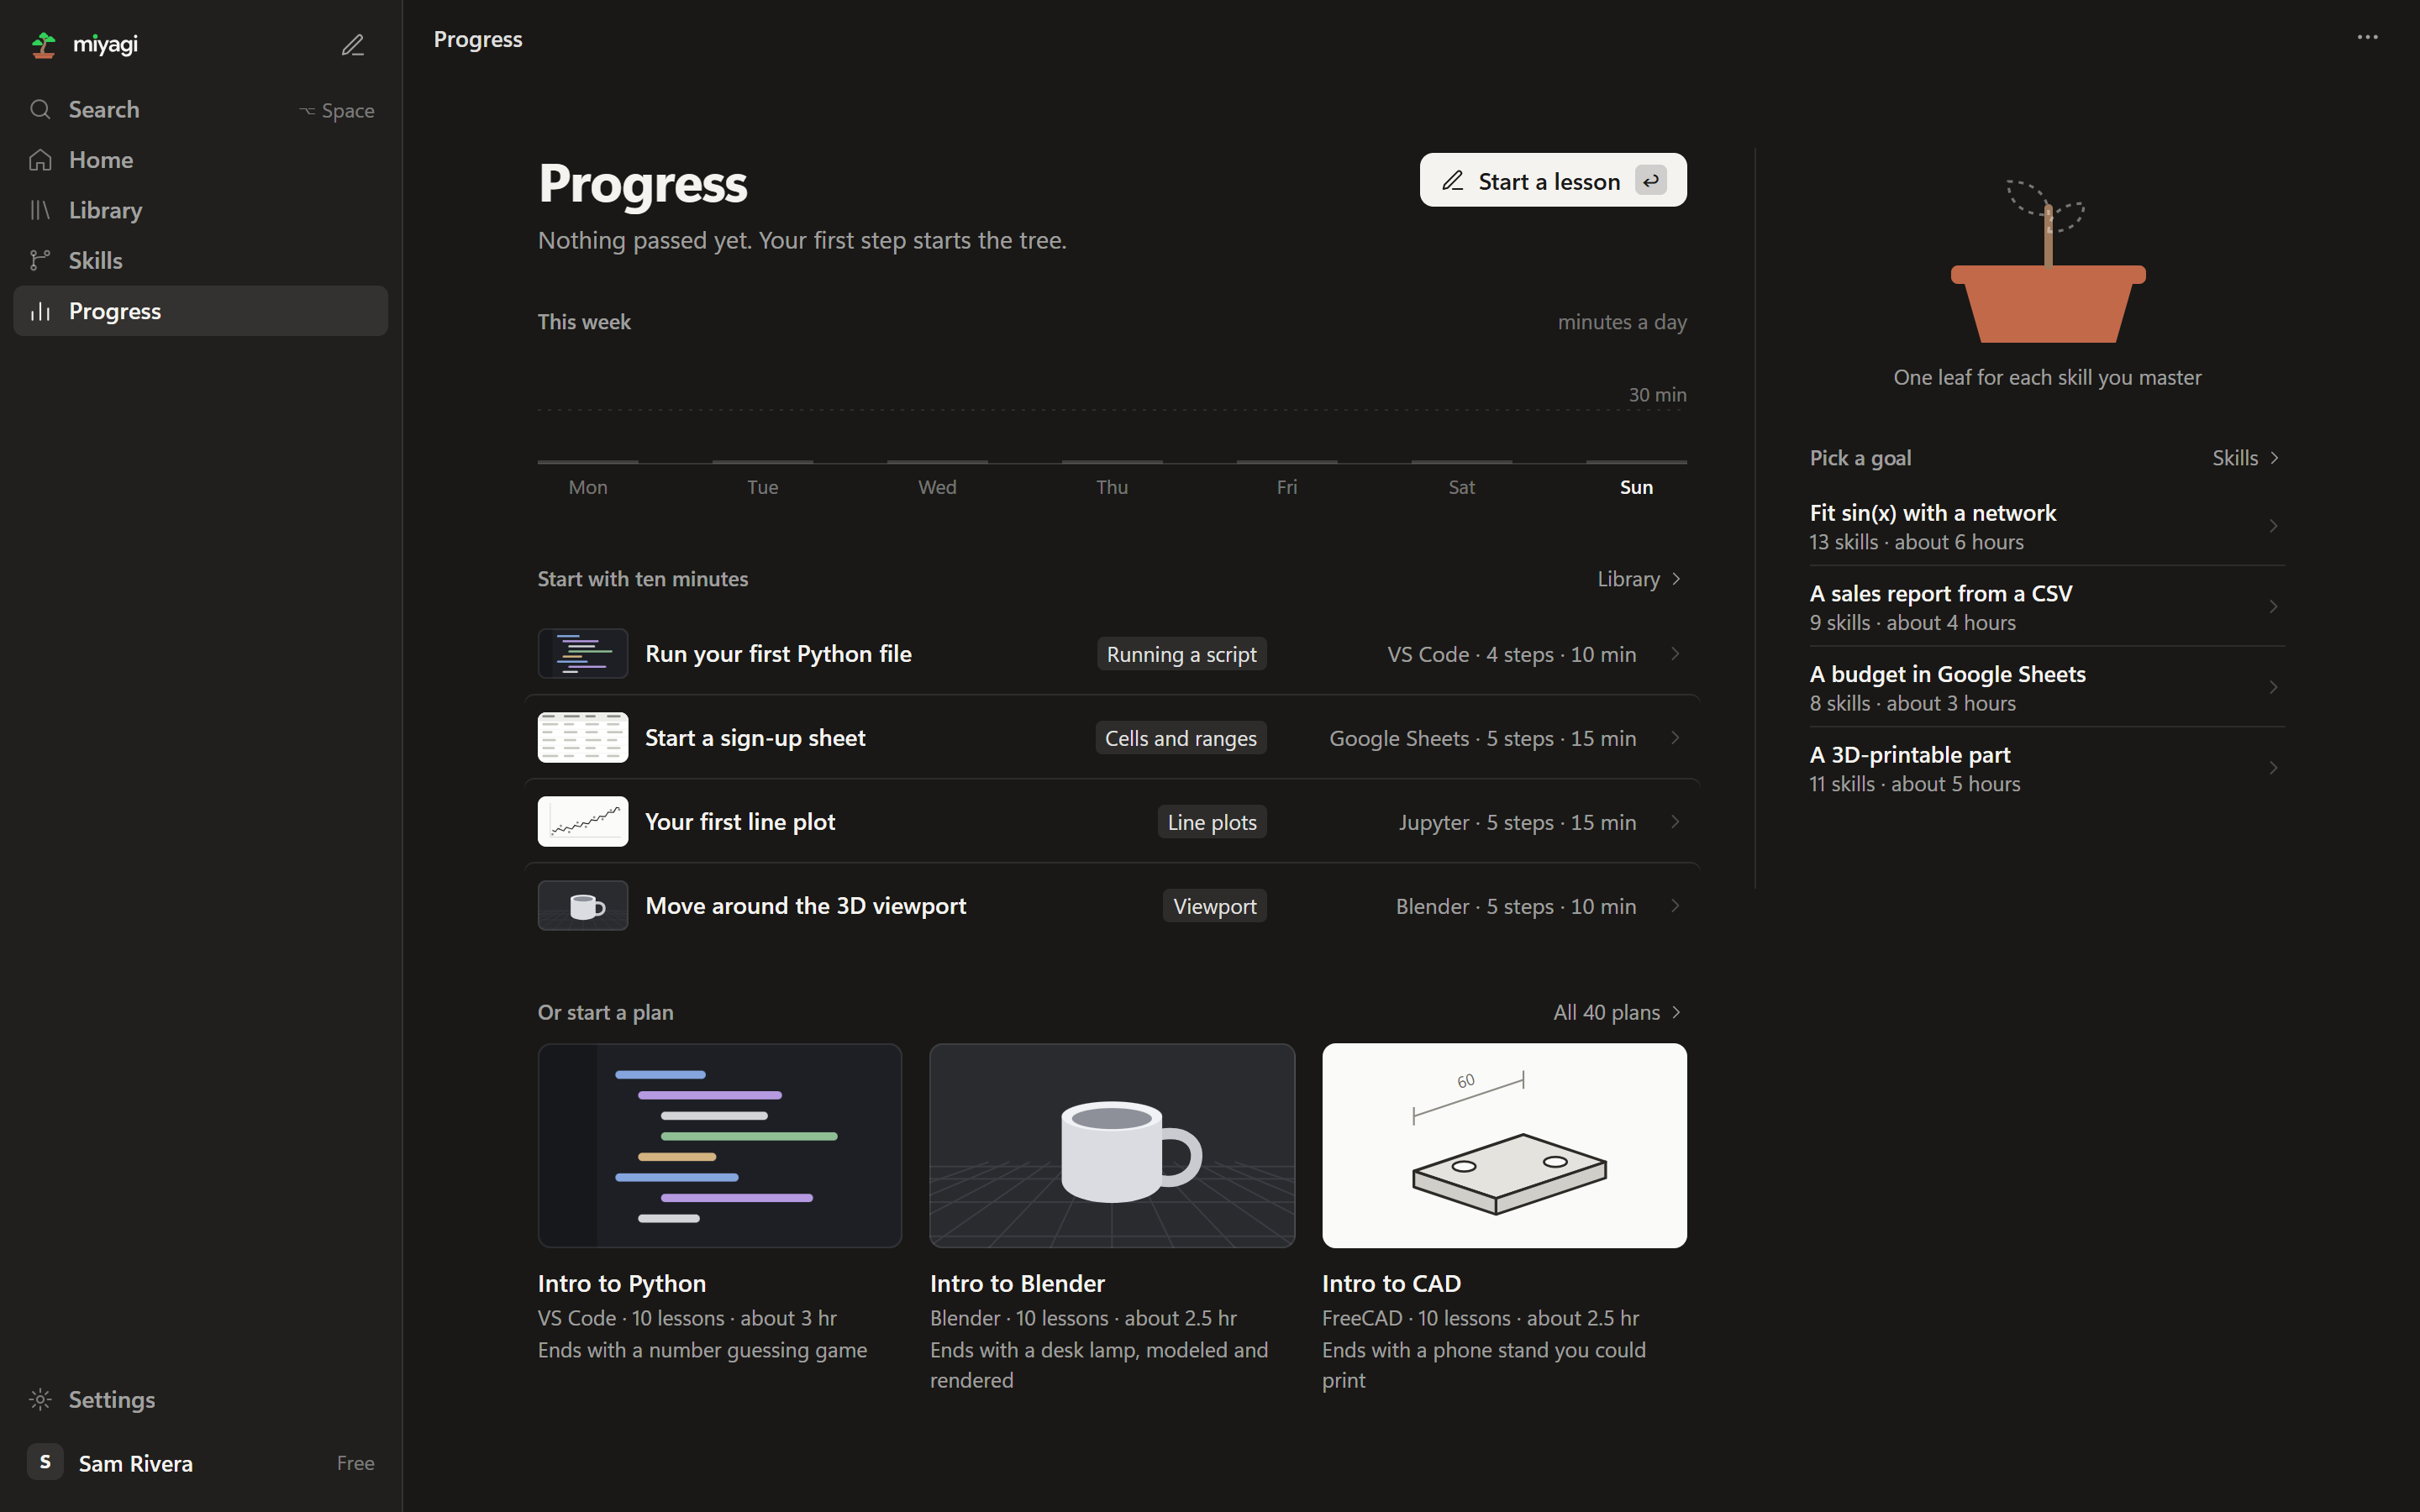 miyagi
Search
⌥ Space
Home
Library
Skills
Progress
Settings
S
Sam Rivera
Free
Progress
Progress
Start a lesson
Nothing passed yet. Your first step starts the tree.
This week
minutes a day
30 min
Mon
Tue
Wed
Thu
Fri
Sat
Sun
Start with ten minutes
Library
Run your first Python file
Running a script
VS Code · 4 steps · 10 min
Start a sign-up sheet
Cells and ranges
Google Sheets · 5 steps · 15 min
Your first line plot
Line plots
Jupyter · 5 steps · 15 min
Move around the 3D viewport
Viewport
Blender · 5 steps · 10 min
Or start a plan
All 40 plans
60
Intro to Python
VS Code · 10 lessons · about 3 hr
Ends with a number guessing game
Intro to Blender
Blender · 10 lessons · about 2.5 hr
Ends with a desk lamp, modeled and
rendered
Intro to CAD
FreeCAD · 10 lessons · about 2.5 hr
Ends with a phone stand you could
print
One leaf for each skill you master
Pick a goal
Skills
Fit sin(x) with a network
13 skills · about 6 hours
A sales report from a CSV
9 skills · about 4 hours
A budget in Google Sheets
8 skills · about 3 hours
A 3D-printable part
11 skills · about 5 hours